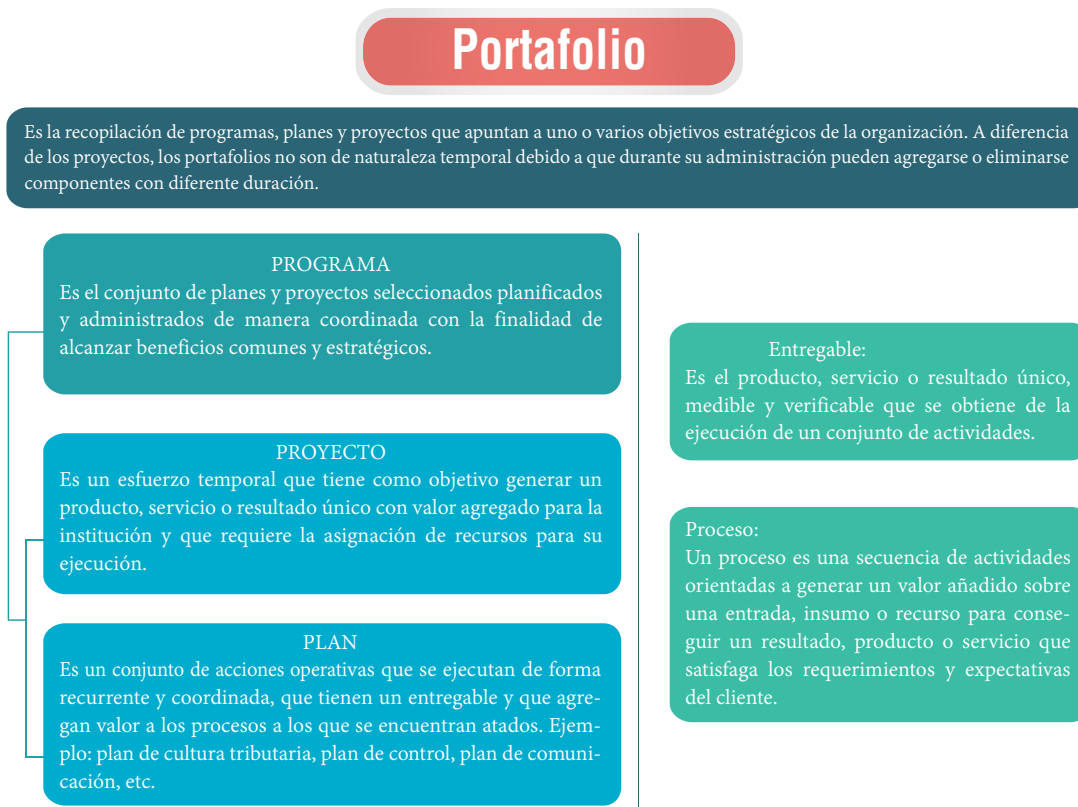 Portafolio
Es la recopilación de programas, planes y proyectos que apuntan a uno o varios objetivos estratégicos de la organización. A diferencia
de los proyectos, los portafolios no son de naturaleza temporal debido a que durante su administración pueden agregarse o eliminarse
componentes con diferente duración.
PROGRAMA
Es el conjunto de planes y proyectos seleccionados planificados
y administrados de manera coordinada con la finalidad de
alcanzar beneficios comunes y estratégicos.
PROYECTO
Es un esfuerzo temporal que tiene como objetivo generar un
producto, servicio o resultado único con valor agregado para la
institución y que requiere la asignación de recursos para su
ejecución.
PLAN
Es un conjunto de acciones operativas que se ejecutan de forma
recurrente y coordinada, que tienen un entregable y que agre-
gan valor a los procesos a los que se encuentran atados. Ejem-
plo: plan de cultura tributaria, plan de control, plan de comuni-
cación, etc.
Entregable:
Es el producto, servicio o resultado único,
medible y verificable que se obtiene de la
ejecución de un conjunto de actividades.
Proceso:
Un proceso es una secuencia de actividades
orientadas a generar un valor añadido sobre
una entrada, insumo o recurso para conse-
guir un resultado, producto o servicio que
satisfaga los requerimientos y expectativas
del cliente.